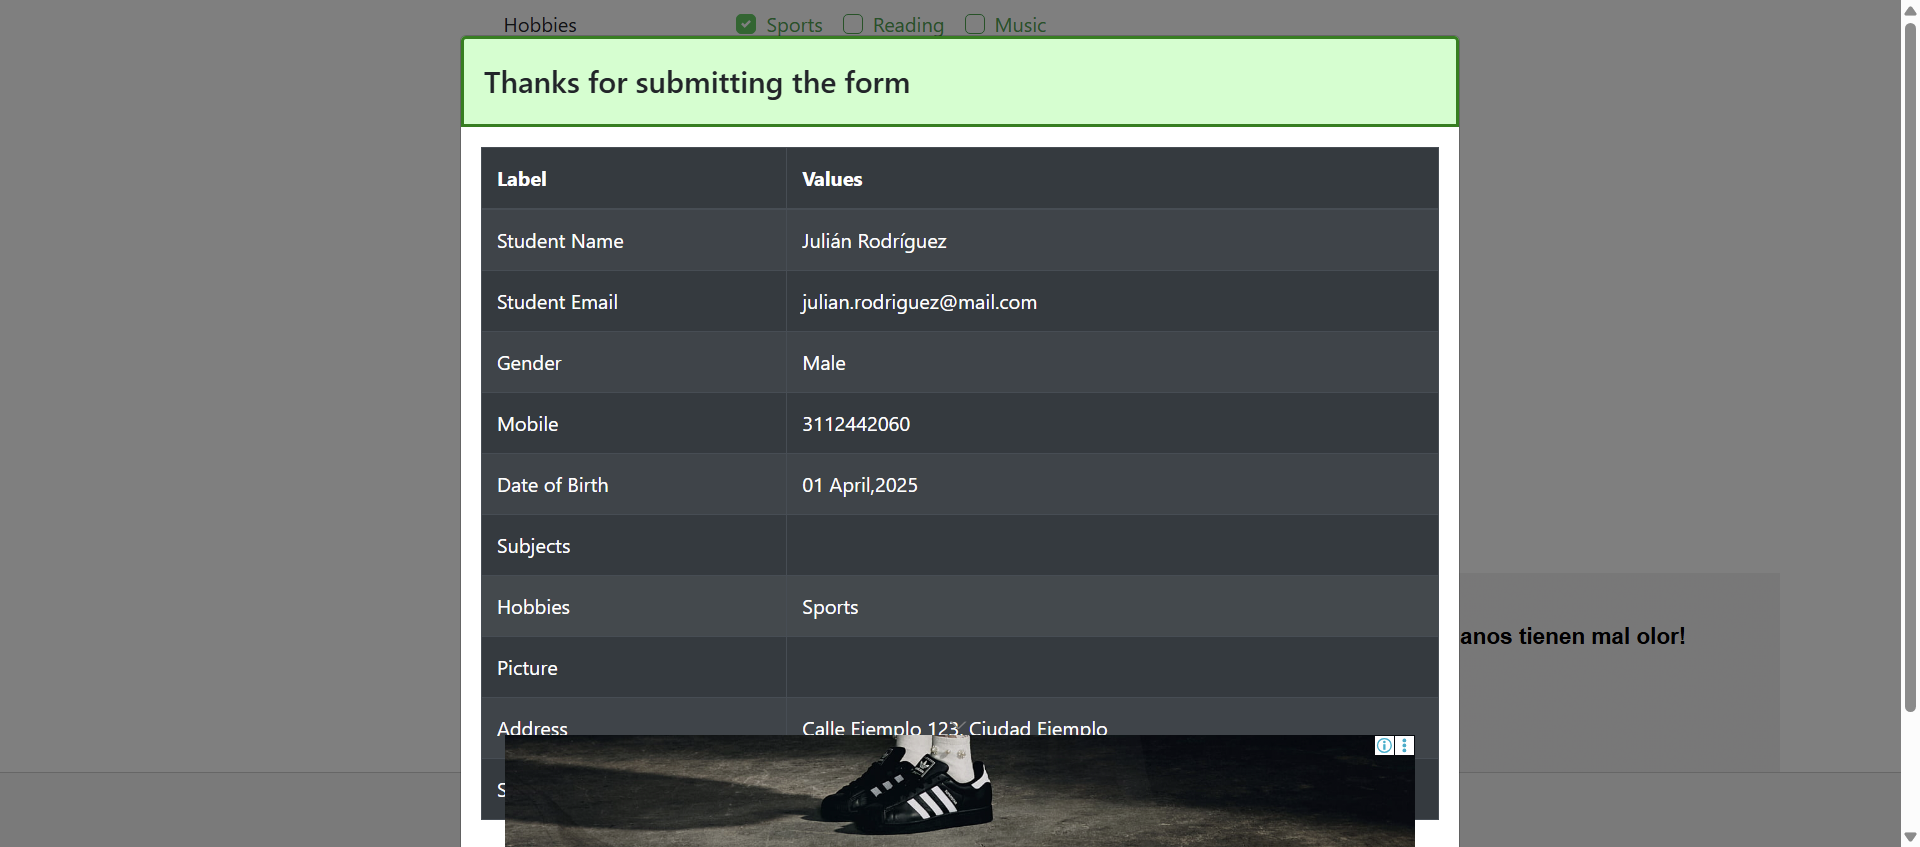 Hobbies Sports Reading Music
Thanks for submitting the form
Label Values
Student Name Julián Rodríguez
Student Email julian.rodriguez@mail.com
Gender Male
Mobile 3112442060
Date of Birth 01 April,2025
Subjects
Hobbies Sports
anos tienen mal olor!
Picture
Address Calle Ejemplo 123, Ciudad Ejemplo
S